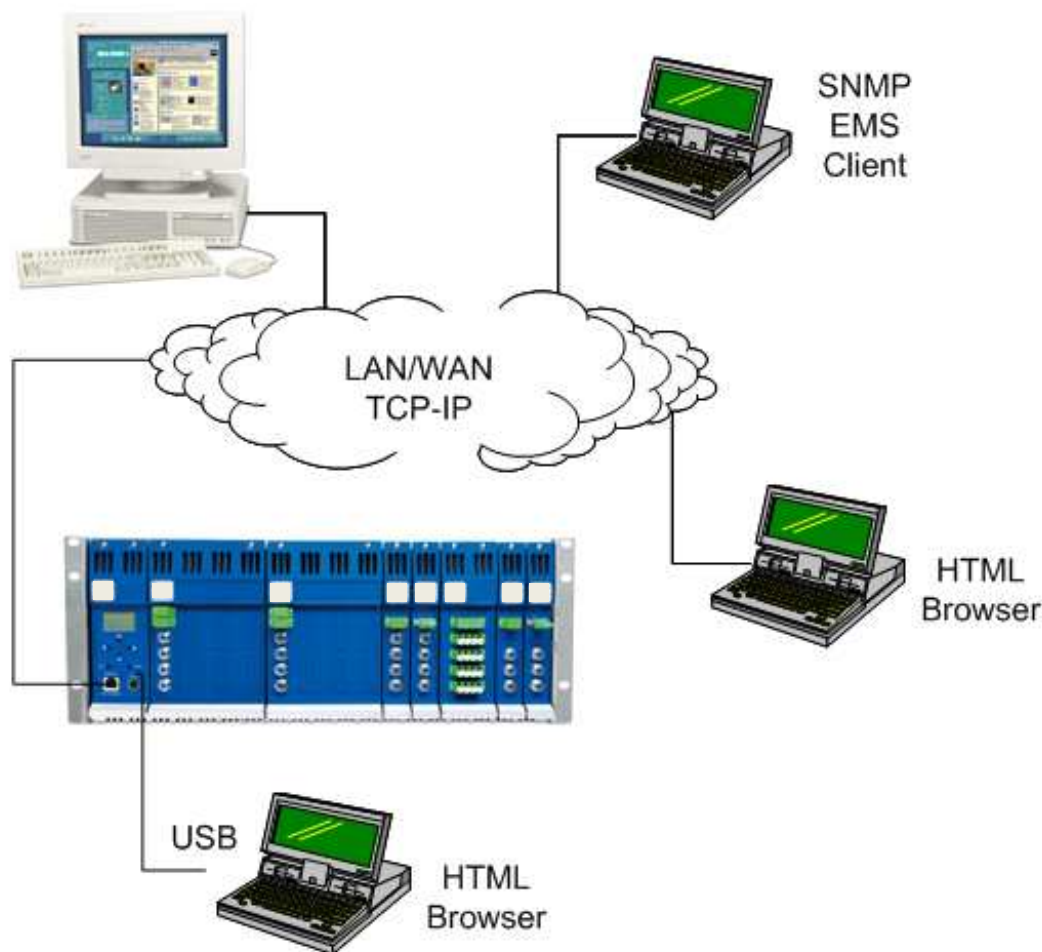 SNMP
EMS
Client
LAN/WAN
TCP-IP
HTML
Browser
USB
HTML
Browser